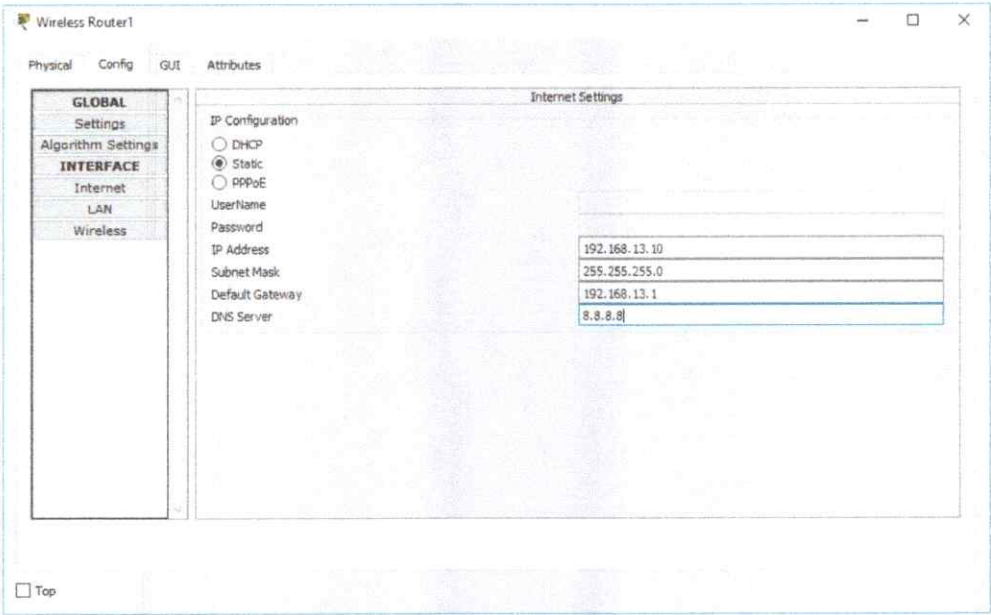 Wireless Router1
Physical Config GUI Attributes
GLOBAL
Settings
Algorithm Settings
INTERFACE
Internet
LAN
Wireless
Internet Settings
IP Configuration
DHCP
Static
PPPoE
UserName
Password
IP Address 192.168.13.10
Subnet Mask 255.255.255.0
Default Gateway 192.168.13.1
DNS Server 8.8.8.8
Top